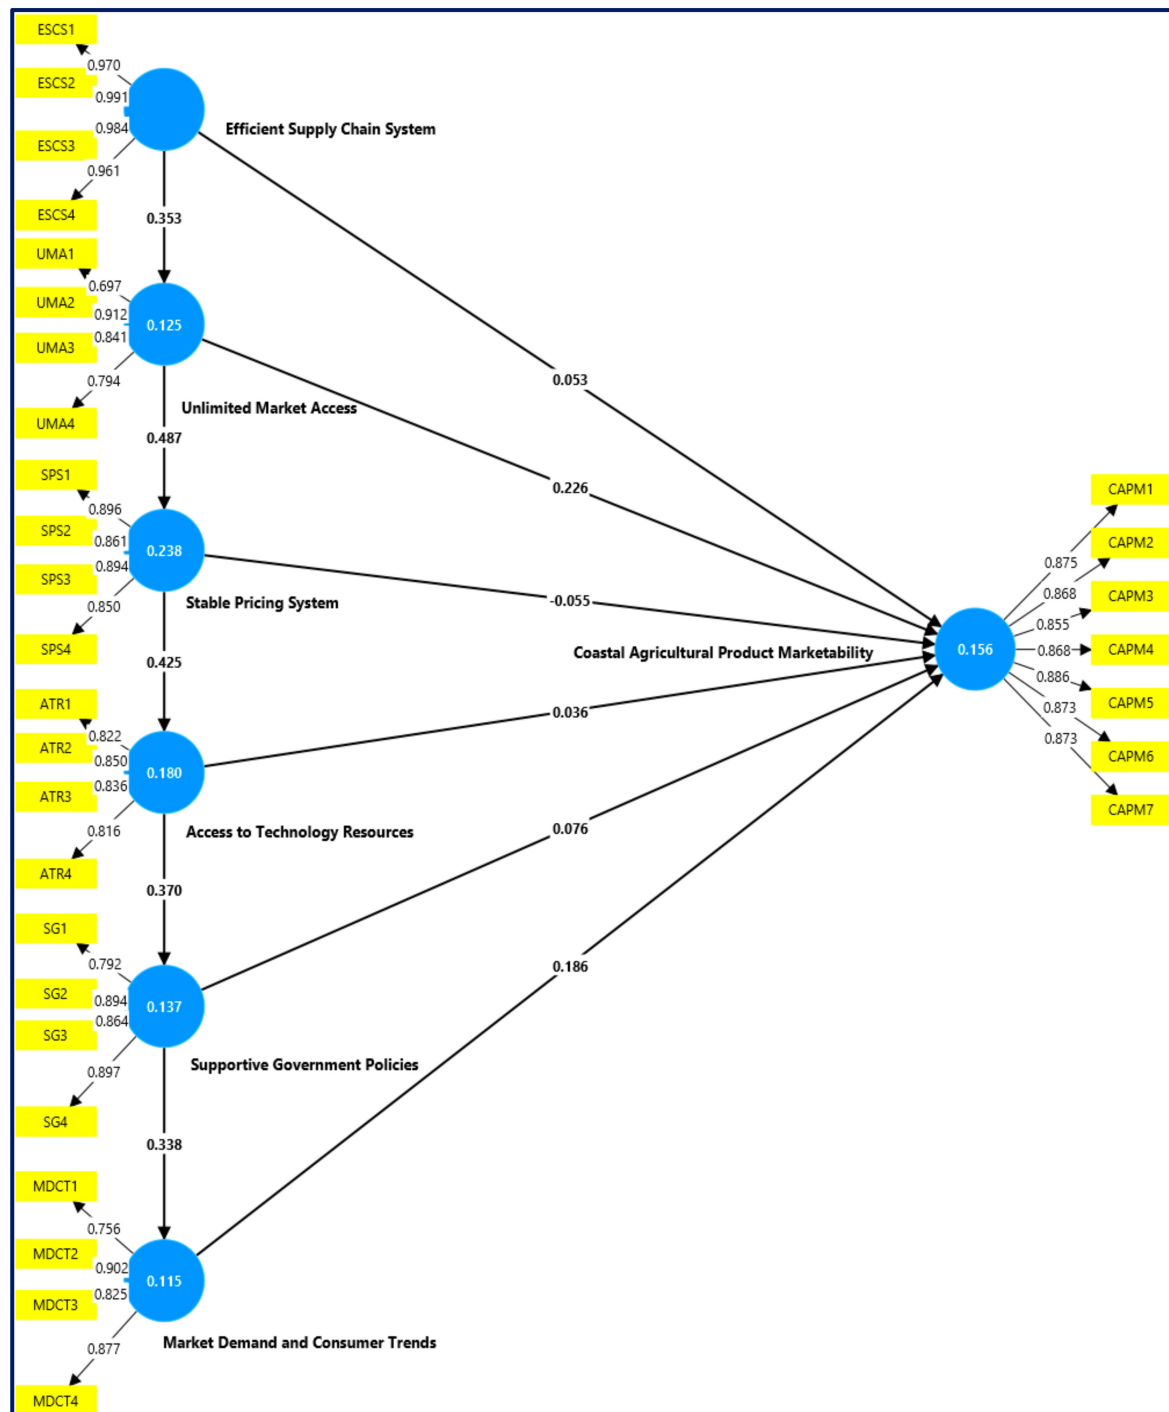 ESCS1
0.970
ESCS2
0.991
0.984
ESCS3
0.961
ESCS4
Efficient Supply Chain System
0.353
0.053
UMA1
0.697
UMA2
0.912
0.841
UMA3
0.794
UMA4
0.125
Unlimited Market Access
0.487
0.226
SPS1
0.896
SPS2
0.861
0.894
SPS3
0.850
SPS4
0.238
Stable Pricing System
-0.055
0.425
ATR1
0.822
ATR2
0.850
0.836
ATR3
0.816
ATR4
0.180
Access to Technology Resources
0.036
0.370
SG1
0.792
SG2
0.894
0.864
SG3
0.897
SG4
0.137
Supportive Government Policies
0.076
0.338
0.186
MDCT1
0.756
MDCT2
0.902
0.825
MDCT3
0.877
MDCT4
0.115
Market Demand and Consumer Trends
Coastal Agricultural Product Marketability
0.156
CAPM1
0.875
CAPM2
0.868
CAPM3
0.855
CAPM4
0.868
0.886
CAPM5
0.873
CAPM6
0.873
CAPM7